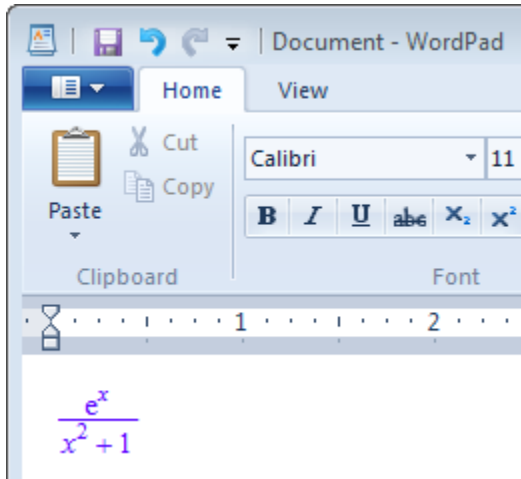 Document - WordPad
Home View
Cut
Copy
Paste
Calibri 11
B I U abc X₂ X²
Clipboard Font
1 2
eˣ
x² + 1